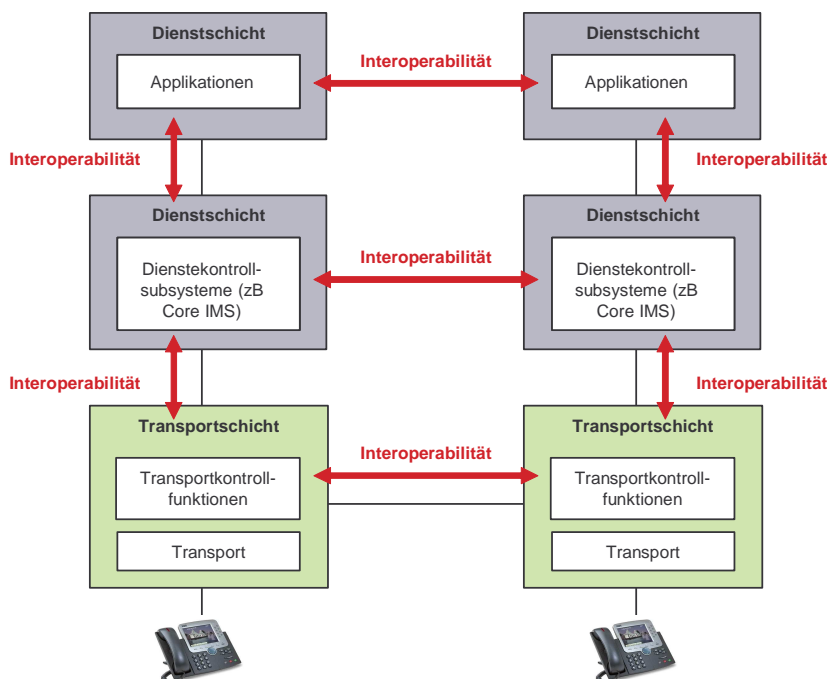 Dienstschicht
Dienstschicht
Interoperabilität
Applikationen
Applikationen
Interoperabilität
Interoperabilität
Dienstschicht
Dienstschicht
Interoperabilität
Dienstekontroll-
subsysteme (zB
Core IMS)
Dienstekontroll-
subsysteme (zB
Core IMS)
Interoperabilität
Interoperabilität
Transportschicht
Transportschicht
Interoperabilität
Transportkontroll-
funktionen
Transportkontroll-
funktionen
Transport
Transport